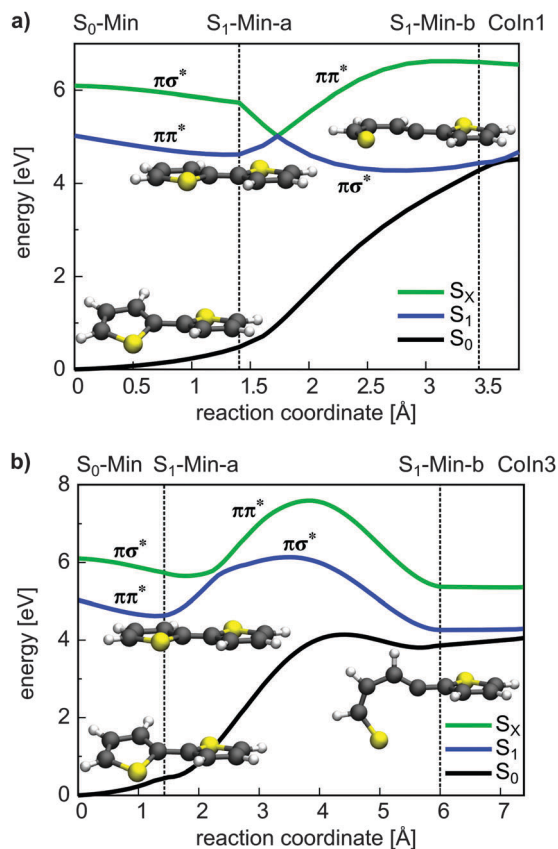 a)
S0-Min S1-Min-a S1-Min-b CoIn1
πσ*
ππ*
ππ*
πσ*
SX
S1
S0
energy [eV]
6
4
2
0
0 0.5 1 1.5 2 2.5 3 3.5
reaction coordinate [Å]
b)
S0-Min S1-Min-a S1-Min-b CoIn3
ππ*
πσ*
πσ*
ππ*
SX
S1
S0
energy [eV]
8
6
4
2
0
0 1 2 3 4 5 6 7
reaction coordinate [Å]